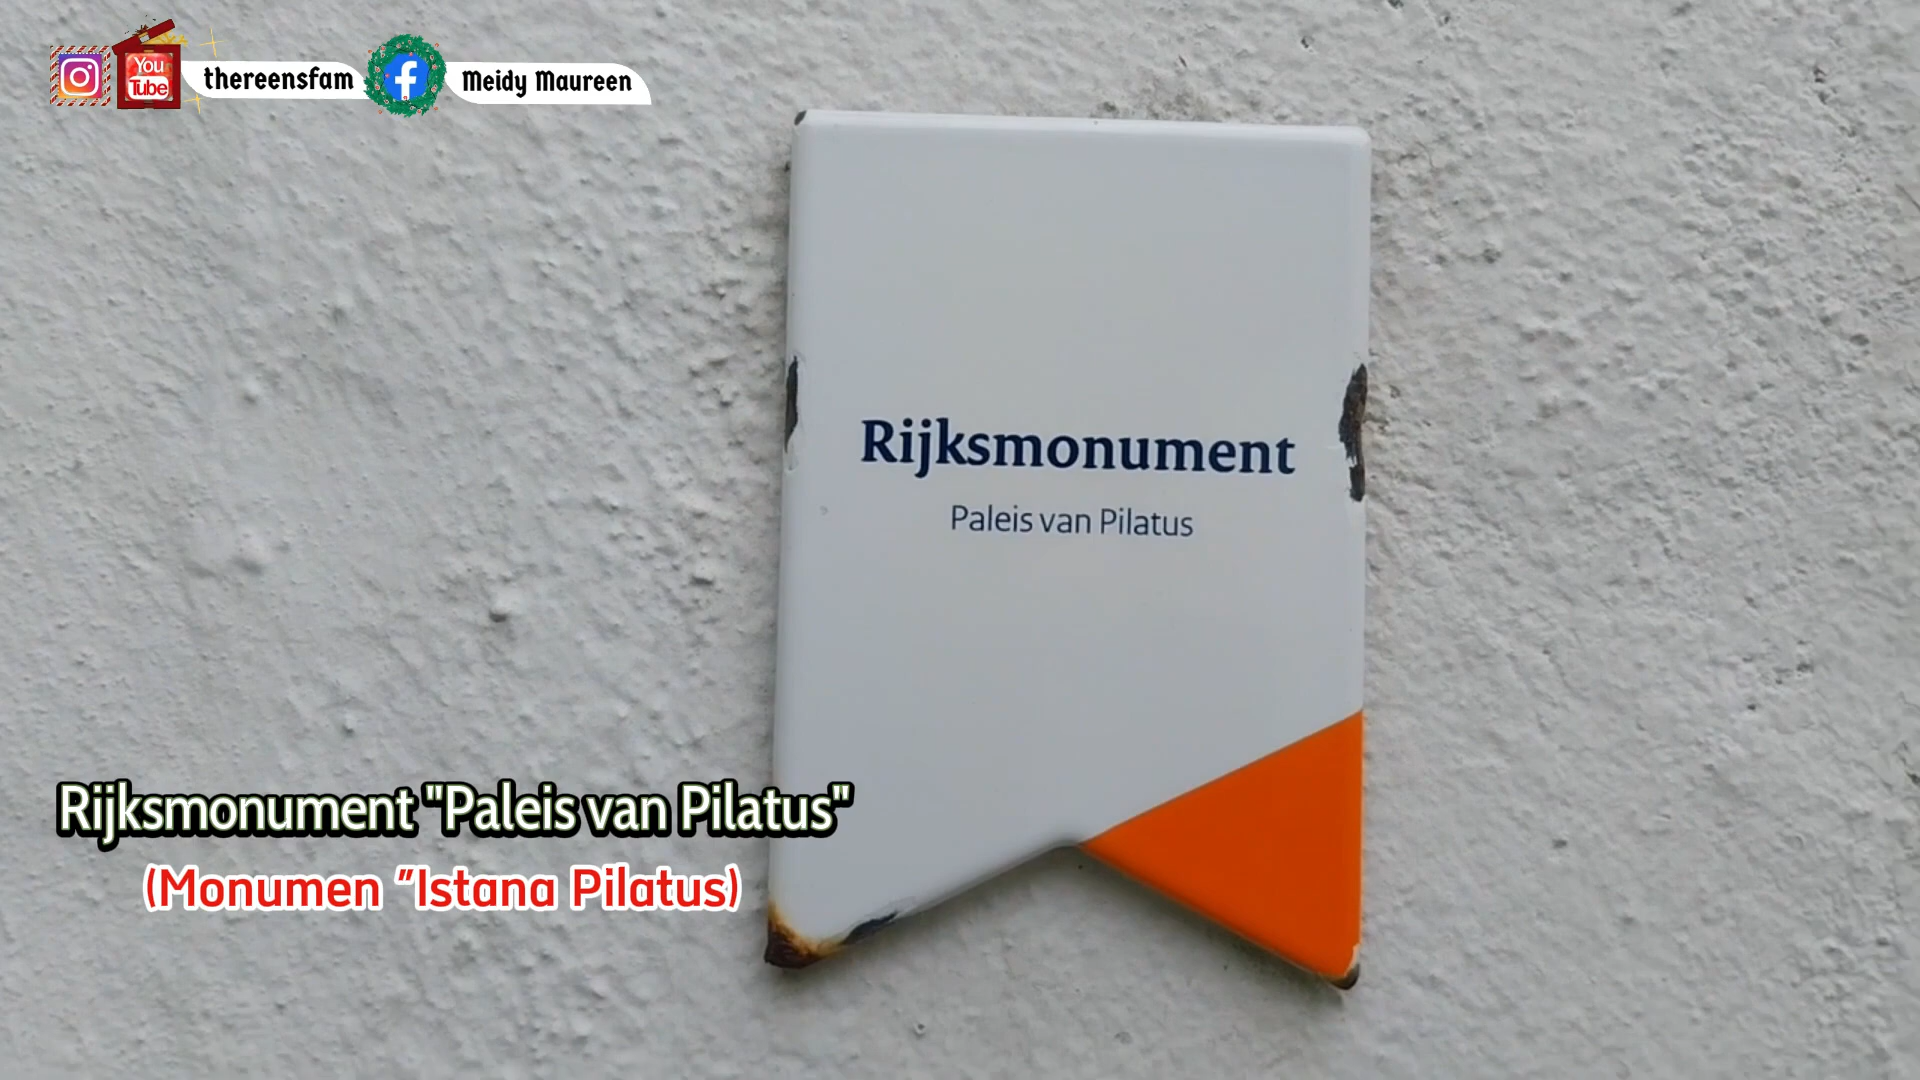 You
Tube
thereensfam
Meidy Maureen
Rijksmonument
Paleis van Pilatus
Rijksmonument "Paleis van Pilatus"
(Monumen "Istana Pilatus)